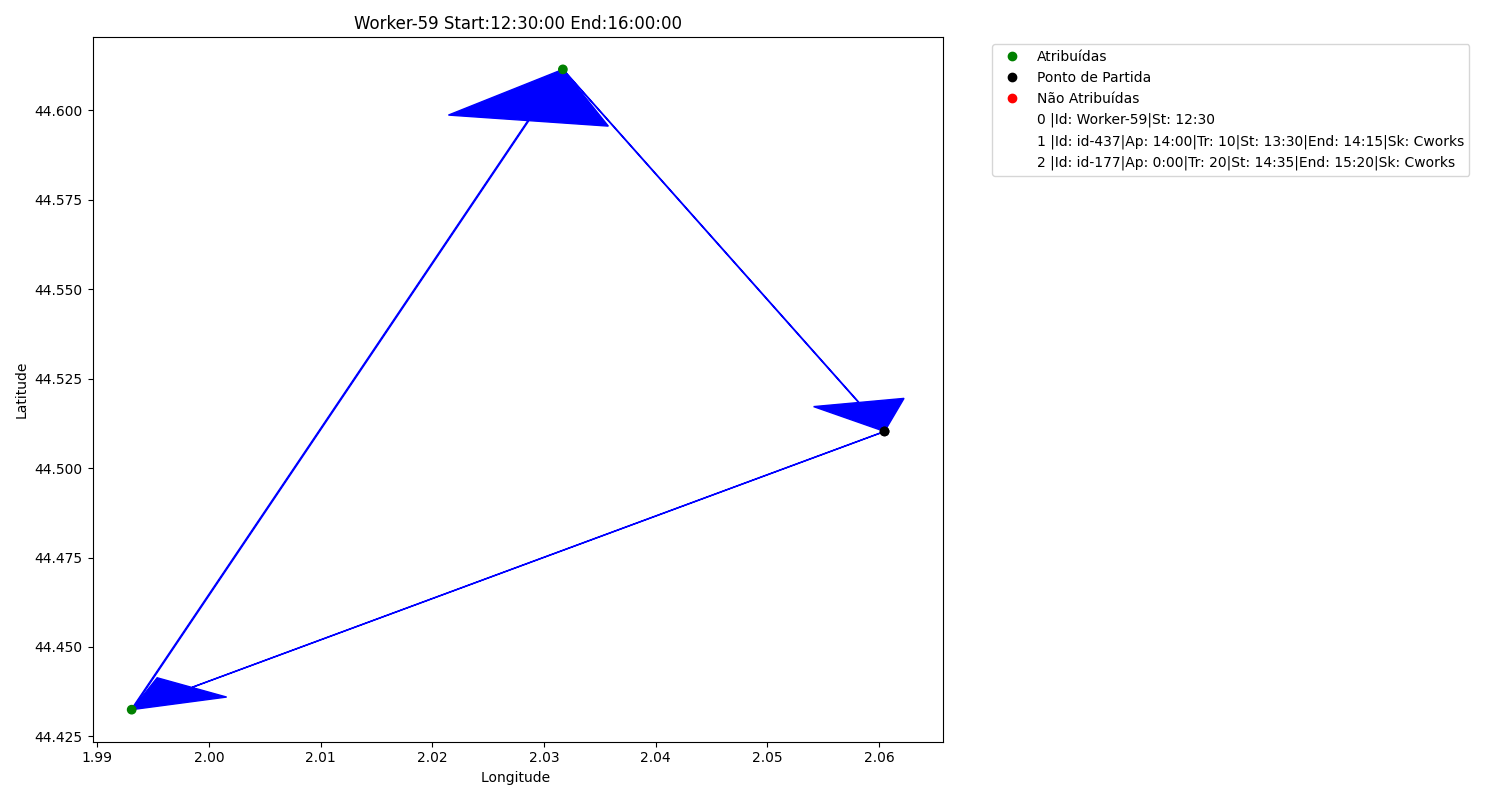 Worker-59 Start:12:30:00 End:16:00:00
Atribuídas
Ponto de Partida
Não Atribuídas
0 |Id: Worker-59|St: 12:30
1 |Id: id-437|Ap: 14:00|Tr: 10|St: 13:30|End: 14:15|Sk: Cworks
2 |Id: id-177|Ap: 0:00|Tr: 20|St: 14:35|End: 15:20|Sk: Cworks
Latitude
44.600
44.575
44.550
44.525
44.500
44.475
44.450
44.425
1.99 2.00 2.01 2.02 2.03 2.04 2.05 2.06
Longitude